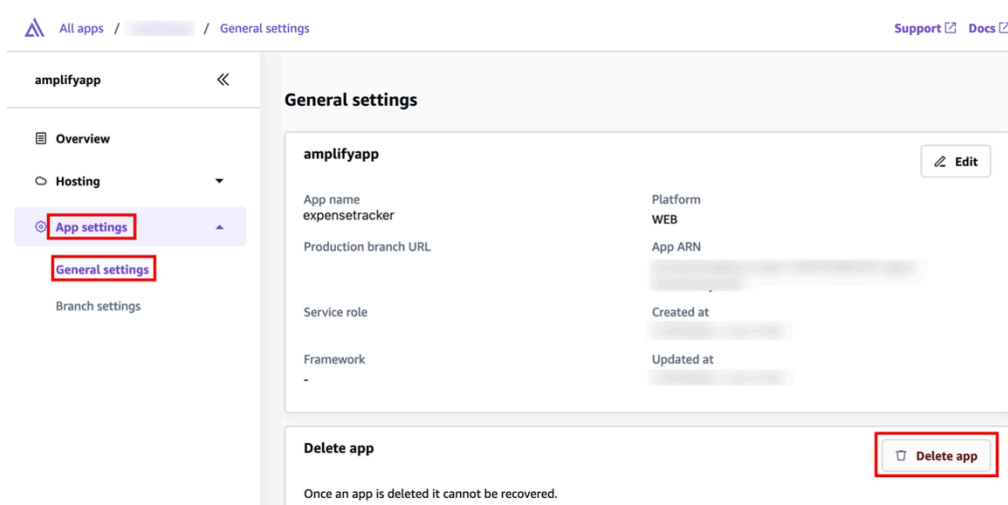 All apps / / General settings
Support Docs
amplifyapp
Overview
Hosting
App settings
General settings
Branch settings
General settings
amplifyapp
Edit
App name
expensetracker
Platform
WEB
Production branch URL
App ARN
Service role
Created at
Framework
-
Updated at
Delete app
Delete app
Once an app is deleted it cannot be recovered.